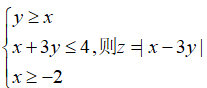 y ≥ x
x + 3y ≤ 4, 则z =| x − 3y |
x ≥ −2